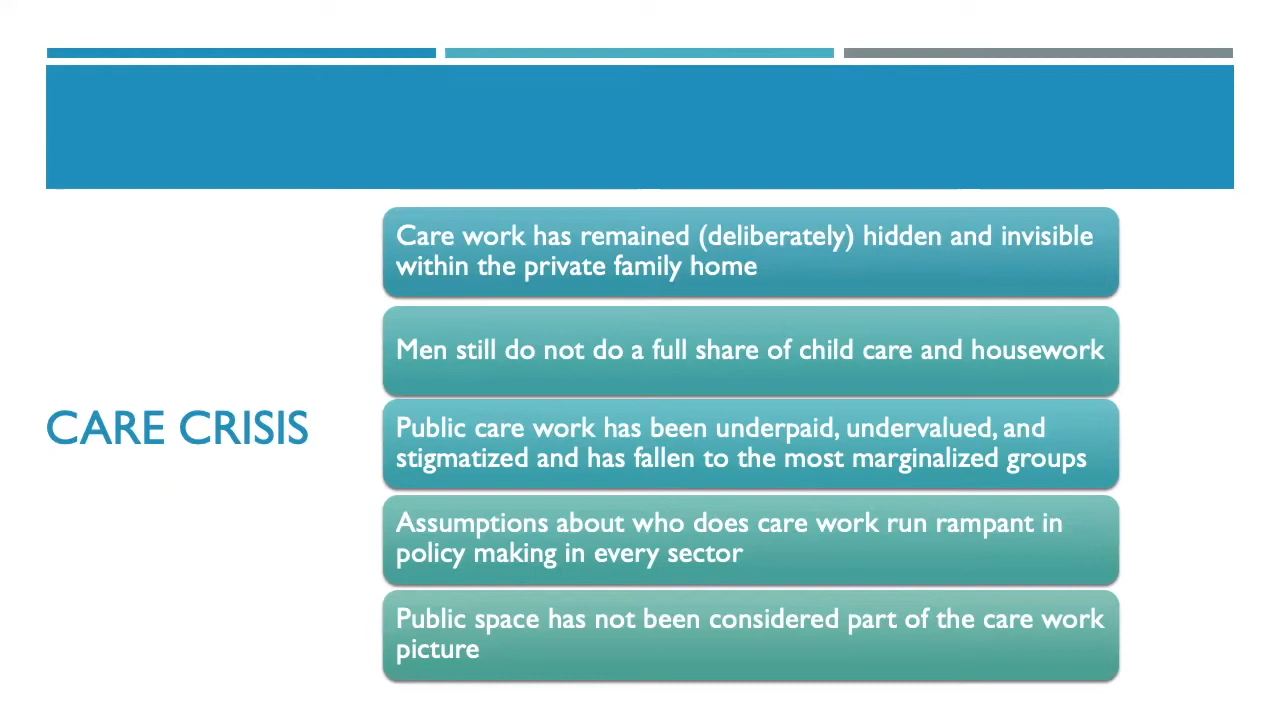 CARE CRISIS
Care work has remained (deliberately) hidden and invisible
within the private family home
Men still do not do a full share of child care and housework
Public care work has been underpaid, undervalued, and
stigmatized and has fallen to the most marginalized groups
Assumptions about who does care work run rampant in
policy making in every sector
Public space has not been considered part of the care work
picture